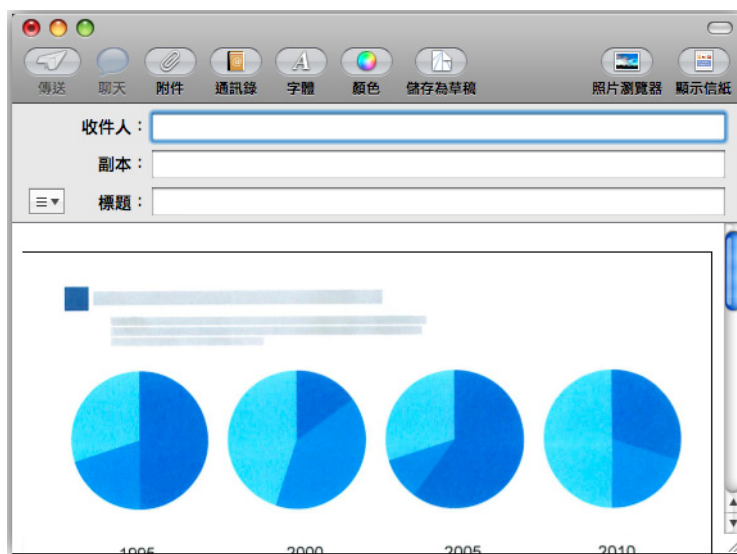 傳送 聊天 附件 通訊錄 字體 顏色 儲存為草稿 照片瀏覽器 顯示信紙
收件人：
副本：
標題：
1995 2000 2005 2010